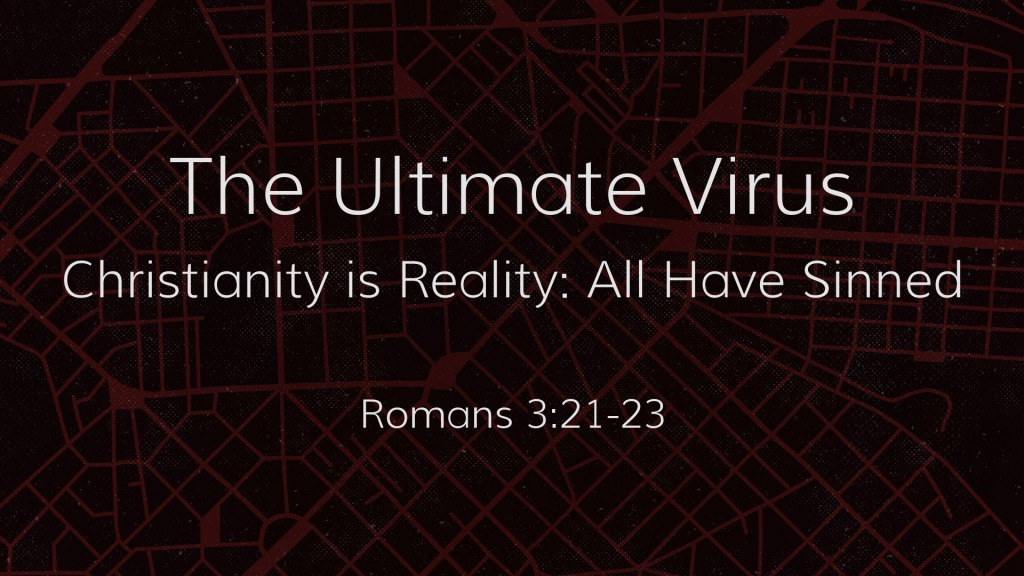 The Ultimate Virus
Christianity is Reality: All Have Sinned
Romans 3:21-23